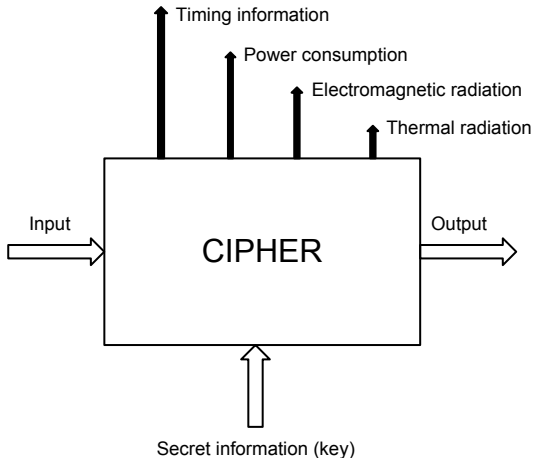 Timing information
Power consumption
Electromagnetic radiation
Thermal radiation
Input
CIPHER
Output
Secret information (key)